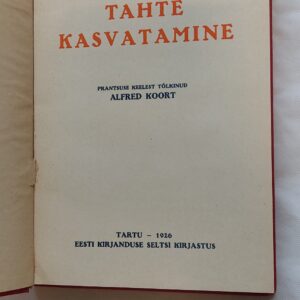 TAHTE
KASVATAMINE
PRANTSUSE KEELEST TÕLKINUD
ALFRED KOORT
TARTU – 1926
EESTI KIRJANDUSE SELTSI KIRJASTUS